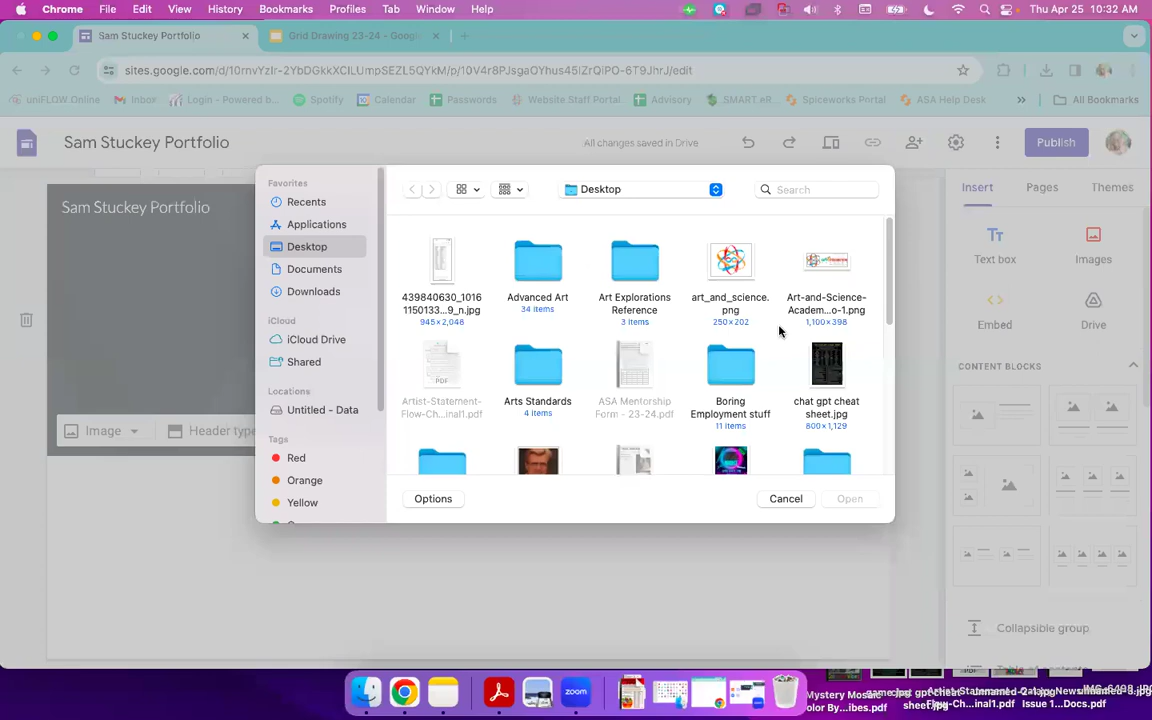 Chrome File Edit View History Bookmarks Profiles Tab Window Help Thu Apr 25 10:32 AM
Sam Stuckey Portfolio Grid Drawing 23-24 - Google
sites.google.com/d/10rnvYzIr-2YbDGkkXCILUmpSEZL5QYkM/p/10V4r8PJsgaOYhus45iZrQiPO-6T9JhrJ/edit
uniFLOW Online Inbox Login - Powered b... Spotify Calendar Passwords Website Staff Portal Advisory SMART eR... Spiceworks Portal ASA Help Desk All Bookmarks
Sam Stuckey Portfolio All changes saved in Drive Publish
Favorites
Recents
Applications
Desktop
Documents
Downloads
iCloud
iCloud Drive
Shared
Locations
Untitled - Data
Tags
Red
Orange
Yellow
Desktop Search
439840630_1016 Advanced Art Art Explorations art_and_science. Art-and-Science-
1150133...9_n.jpg 34 items Reference png Academ...o-1.png
945×2,048 3 items 250×202 1,100×398
PDF
Artist-Statement- Arts Standards ASA Mentorship Boring chat gpt cheat
Flow-Ch...inal1.pdf 4 items Form - 23-24.pdf Employment stuff sheet.jpg
11 items 800×1,129
Options Cancel Open
Sam Stuckey Portfolio
Image Header type
Insert Pages Themes
Text box Images
Embed Drive
CONTENT BLOCKS
Collapsible group
zoom
Mystery Mosaic
Color By...ibes.pdf